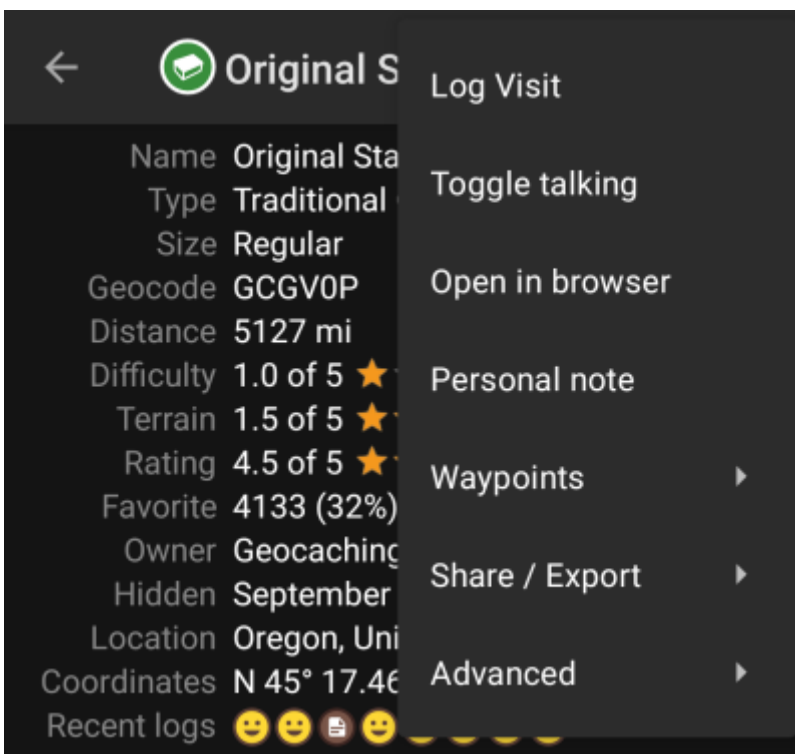 Original S
Name Original Sta
Type Traditional
Size Regular
Geocode GCGV0P
Distance 5127 mi
Difficulty 1.0 of 5
Terrain 1.5 of 5
Rating 4.5 of 5
Favorite 4133 (32%)
Owner Geocaching
Hidden September
Location Oregon, Uni
Coordinates N 45° 17.46
Recent logs
Log Visit
Toggle talking
Open in browser
Personal note
Waypoints
Share / Export
Advanced